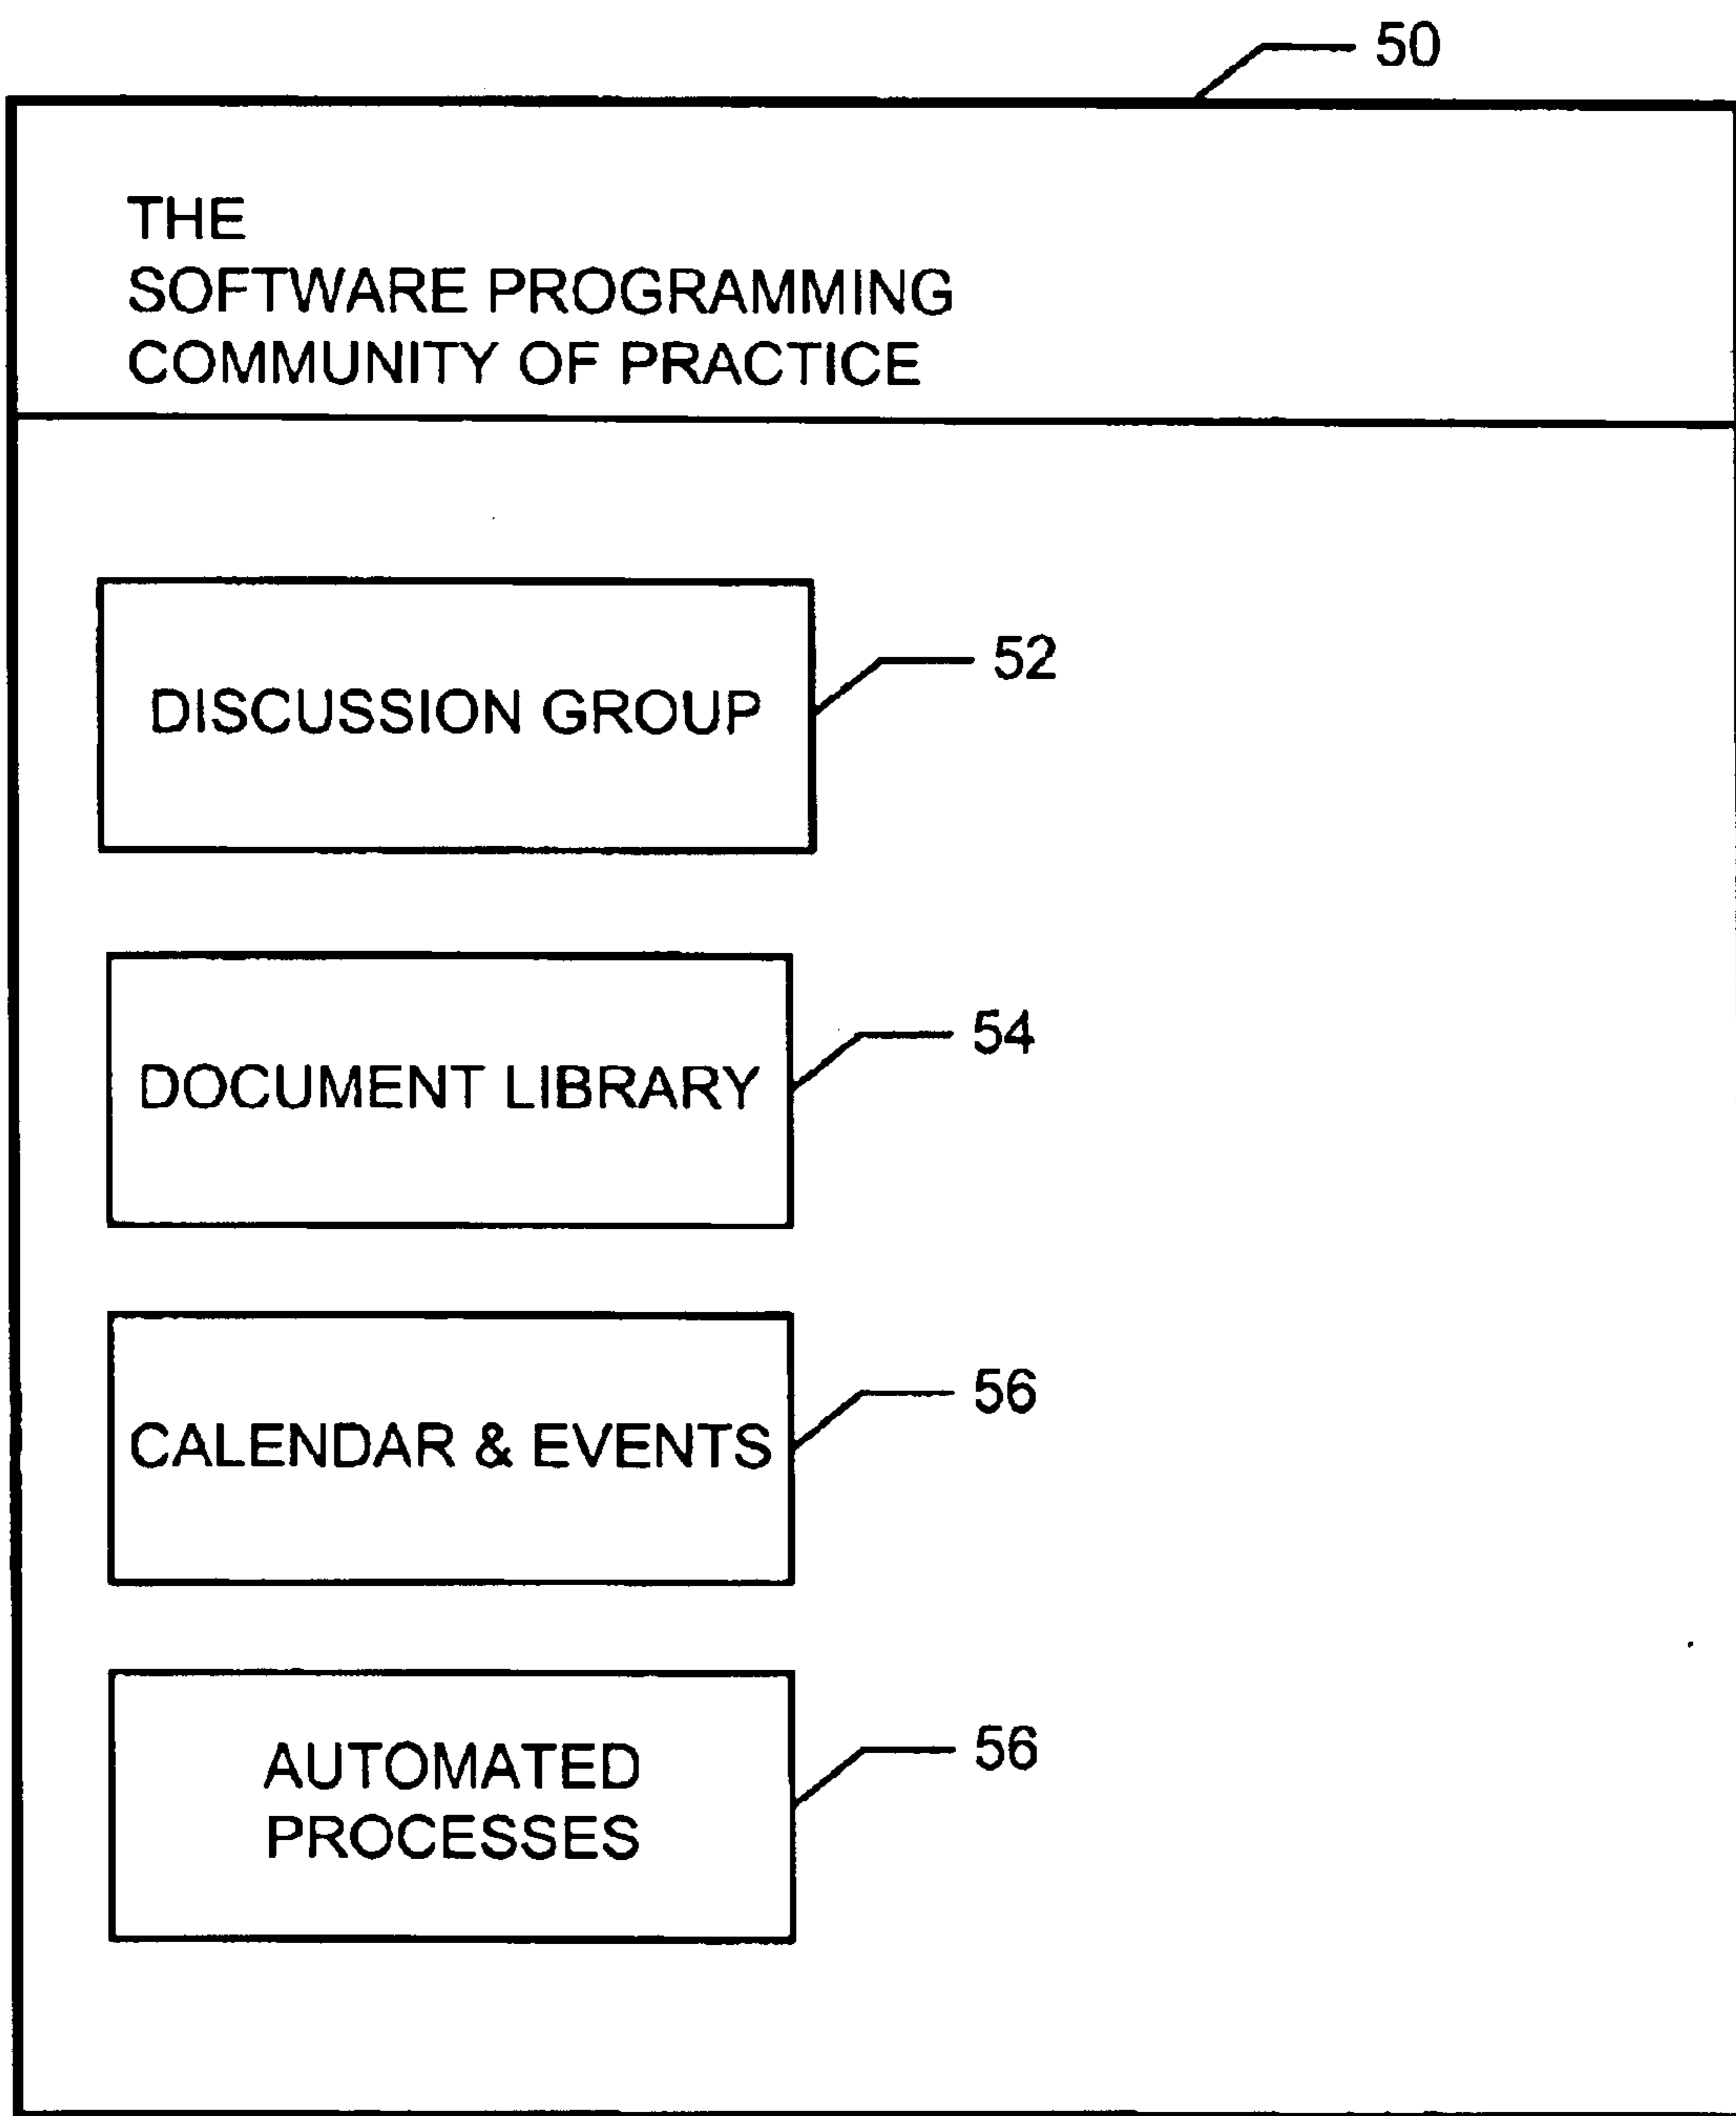 50
THE
SOFTWARE PROGRAMMING
COMMUNITY OF PRACTICE
DISCUSSION GROUP
52
DOCUMENT LIBRARY
54
CALENDAR & EVENTS
56
AUTOMATED
PROCESSES
56